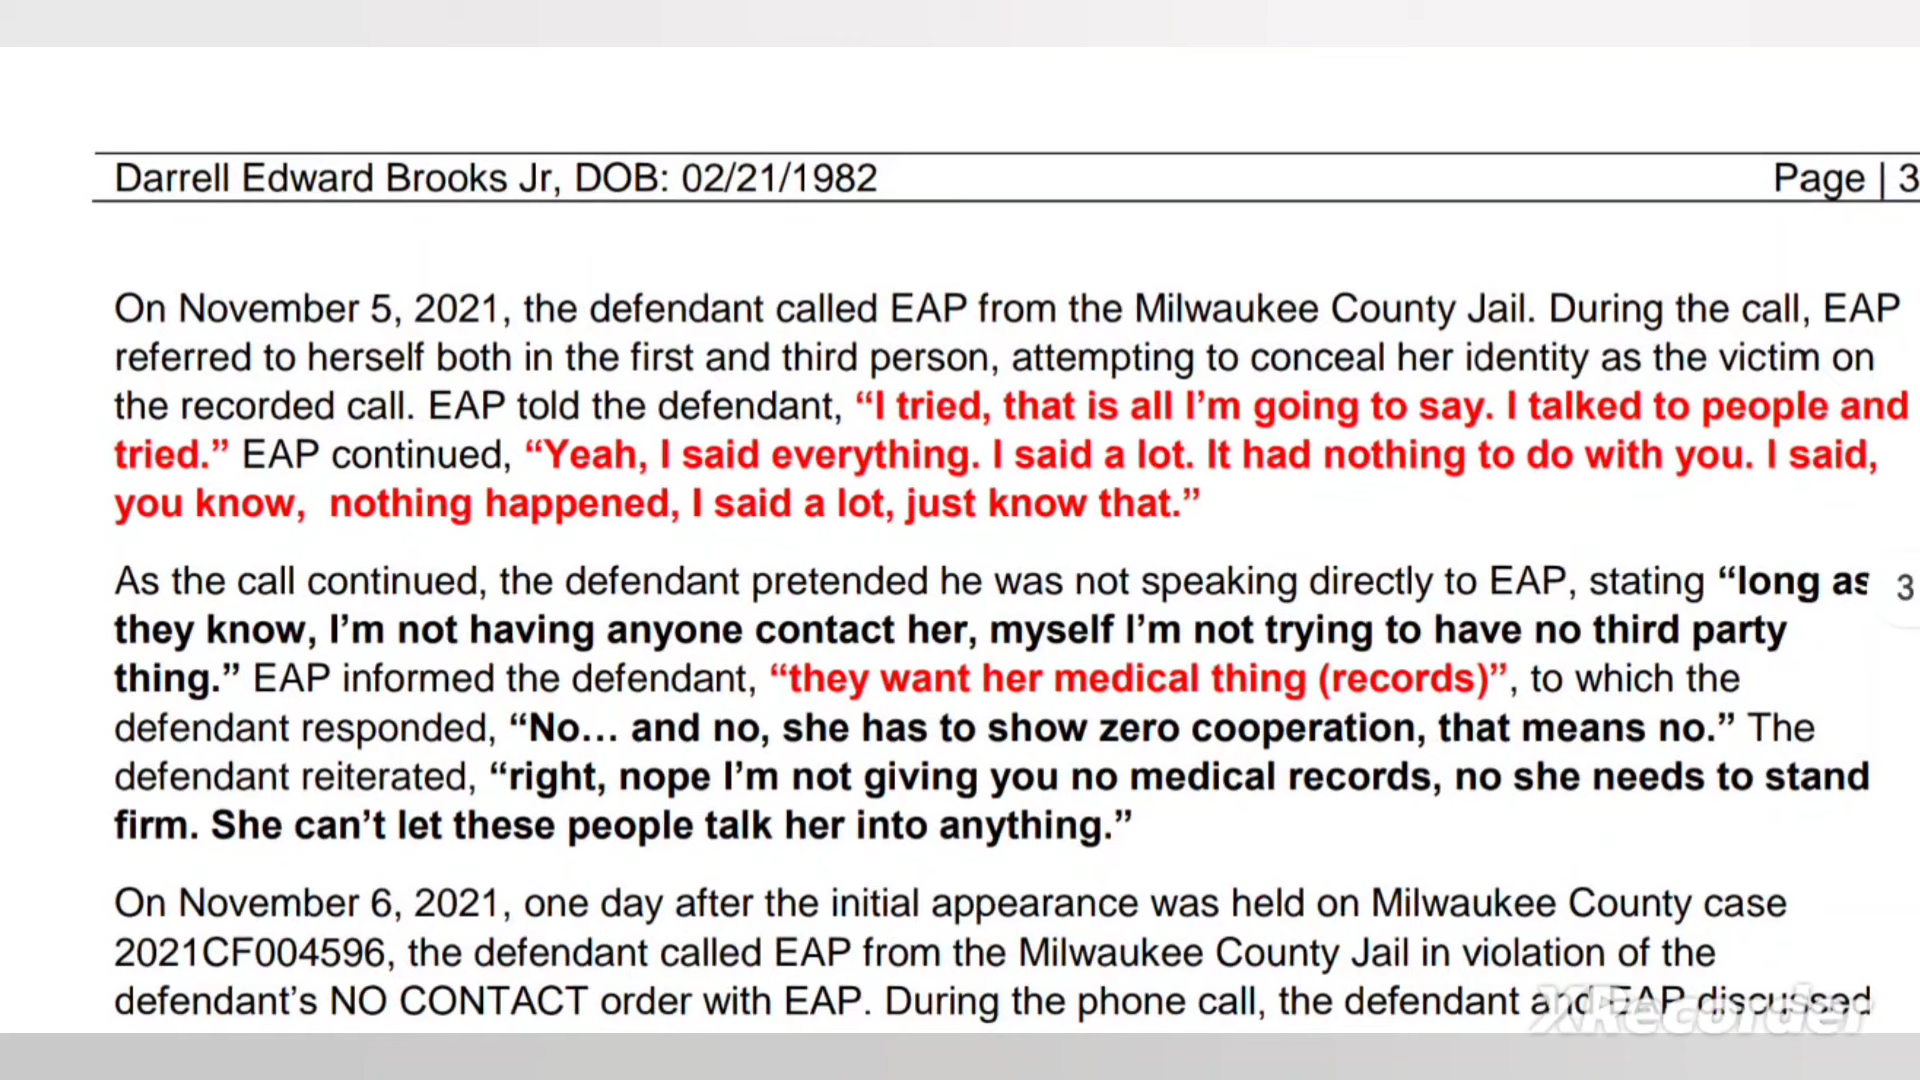 Darrell Edward Brooks Jr, DOB: 02/21/1982 Page | 3
On November 5, 2021, the defendant called EAP from the Milwaukee County Jail. During the call, EAP
referred to herself both in the first and third person, attempting to conceal her identity as the victim on
the recorded call. EAP told the defendant, “I tried, that is all I’m going to say. I talked to people and
tried.” EAP continued, “Yeah, I said everything. I said a lot. It had nothing to do with you. I said,
you know,  nothing happened, I said a lot, just know that.”
As the call continued, the defendant pretended he was not speaking directly to EAP, stating “long as
3
they know, I’m not having anyone contact her, myself I’m not trying to have no third party
thing.” EAP informed the defendant, “they want her medical thing (records)”, to which the
defendant responded, “No… and no, she has to show zero cooperation, that means no.” The
defendant reiterated, “right, nope I’m not giving you no medical records, no she needs to stand
firm. She can’t let these people talk her into anything.”
On November 6, 2021, one day after the initial appearance was held on Milwaukee County case
2021CF004596, the defendant called EAP from the Milwaukee County Jail in violation of the
defendant’s NO CONTACT order with EAP. During the phone call, the defendant and EAP discussed
XRecorder